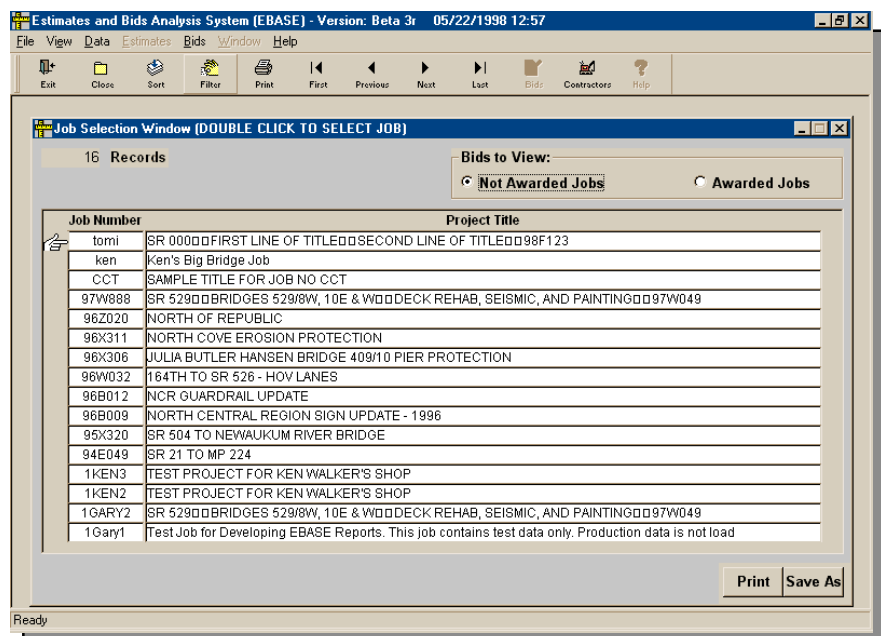 Estimates and Bids Analysis System (EBASE) - Version: Beta 3r 05/22/1998 12:57
File View Data Estimates Bids Window Help
Exit Close Sort Filter Print First Previous Next Last Bids Contractors Help
Job Selection Window (DOUBLE CLICK TO SELECT JOB)
16 Records
Bids to View:
Not Awarded Jobs Awarded Jobs
Job Number Project Title
tomi SR 000□□FIRST LINE OF TITLE□□SECOND LINE OF TITLE□□98F123
ken Ken's Big Bridge Job
CCT SAMPLE TITLE FOR JOB NO CCT
97W888 SR 529□□BRIDGES 529/8W, 10E & W□□DECK REHAB, SEISMIC, AND PAINTING□□97W049
96Z020 NORTH OF REPUBLIC
96X311 NORTH COVE EROSION PROTECTION
96X306 JULIA BUTLER HANSEN BRIDGE 409/10 PIER PROTECTION
96W032 164TH TO SR 526 - HOV LANES
96B012 NCR GUARDRAIL UPDATE
96B009 NORTH CENTRAL REGION SIGN UPDATE - 1996
95X320 SR 504 TO NEWAUKUM RIVER BRIDGE
94E049 SR 21 TO MP 224
1KEN3 TEST PROJECT FOR KEN WALKER'S SHOP
1KEN2 TEST PROJECT FOR KEN WALKER'S SHOP
1GARY2 SR 529□□BRIDGES 529/8W, 10E & W□□DECK REHAB, SEISMIC, AND PAINTING□□97W049
1Gary1 Test Job for Developing EBASE Reports. This job contains test data only. Production data is not load
Print Save As
Ready